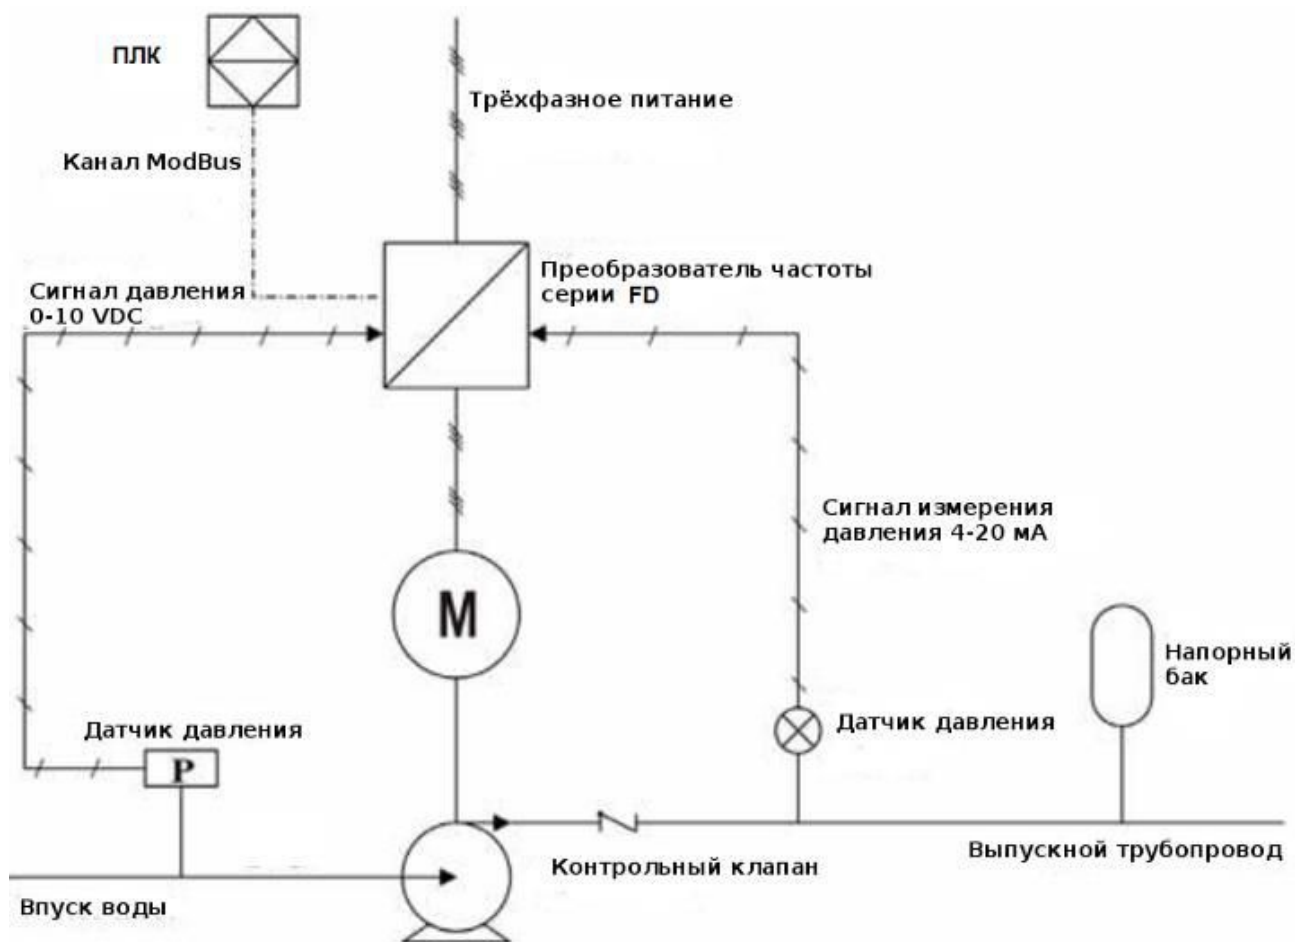 ПЛК
Трёхфазное питание
Канал ModBus
Преобразователь частоты
серии FD
Сигнал давления
0-10 VDC
Сигнал измерения
давления 4-20 мА
M
Напорный
бак
Датчик давления
Датчик давления
P
Контрольный клапан
Выпускной трубопровод
Впуск воды